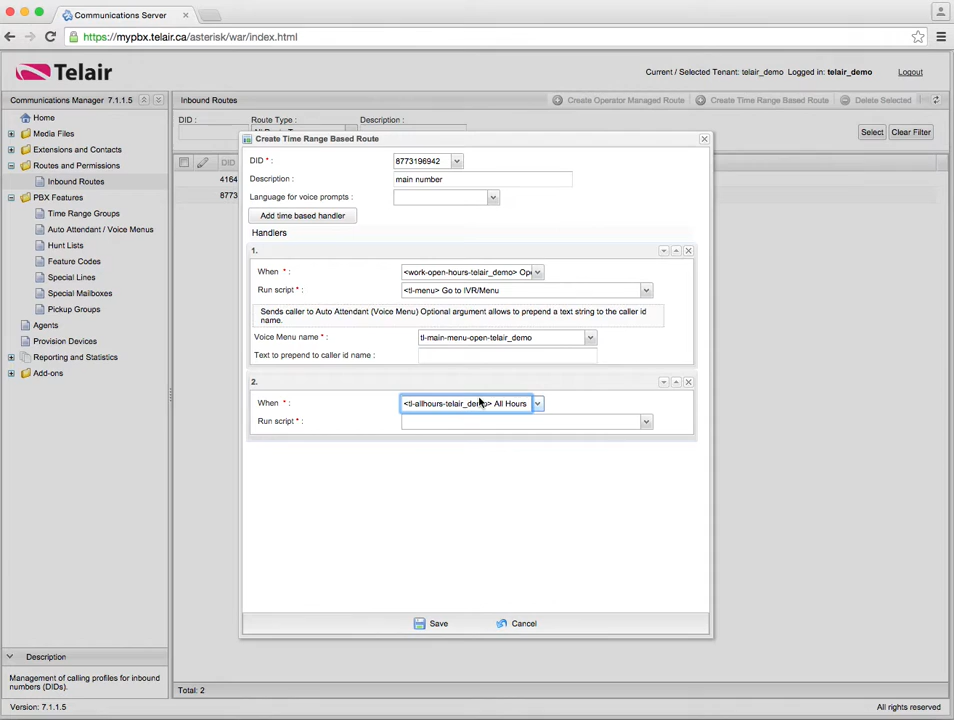 Communications Server
https://mypbx.telair.ca/asterisk/war/index.html
Telair
Current / Selected Tenant: telair_demo Logged in: telair_demo Logout
Communications Manager 7.1.1.5
Home
Media Files
Extensions and Contacts
Routes and Permissions
Inbound Routes
PBX Features
Time Range Groups
Auto Attendant / Voice Menus
Hunt Lists
Feature Codes
Special Lines
Special Mailboxes
Pickup Groups
Agents
Provision Devices
Reporting and Statistics
Add-ons
Description
Management of calling profiles for inbound
numbers (DIDs).
Version: 7.1.1.5
Inbound Routes
Create Operator Managed Route Create Time Range Based Route Delete Selected
DID : Route Type : Description :
Select Clear Filter
DID
4164
8773
Create Time Range Based Route
DID * : 8773196942
Description : main number
Language for voice prompts :
Add time based handler
Handlers
1.
When * : <work-open-hours-telair_demo> Ope
Run script * : <tl-menu> Go to IVR/Menu
Sends caller to Auto Attendant (Voice Menu) Optional argument allows to prepend a text string to the caller id
name.
Voice Menu name * : tl-main-menu-open-telair_demo
Text to prepend to caller id name :
2.
When * : <tl-allhours-telair_demo> All Hours
Run script * :
Save Cancel
Total: 2
All rights reserved